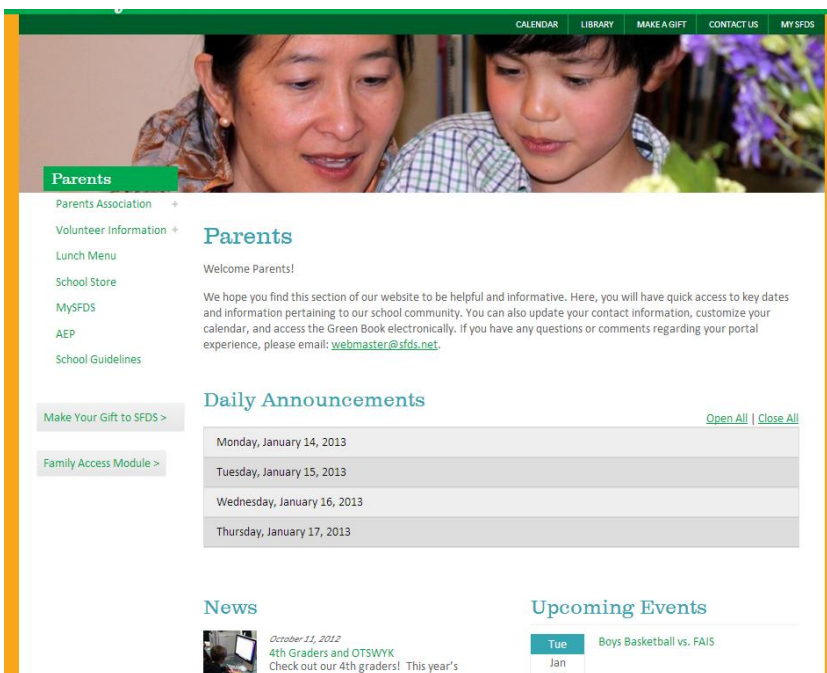 CALENDAR LIBRARY MAKE A GIFT CONTACT US MY SFDS
Parents
Parents Association +
Volunteer Information +
Lunch Menu
School Store
MySFDS
AEP
School Guidelines
Make Your Gift to SFDS >
Family Access Module >
Parents
Welcome Parents!
We hope you find this section of our website to be helpful and informative. Here, you will have quick access to key dates
and information pertaining to our school community. You can also update your contact information, customize your
calendar, and access the Green Book electronically. If you have any questions or comments regarding your portal
experience, please email: webmaster@sfds.net.
Daily Announcements
Open All | Close All
Monday, January 14, 2013
Tuesday, January 15, 2013
Wednesday, January 16, 2013
Thursday, January 17, 2013
News
October 11, 2012
4th Graders and OTSWYK
Check out our 4th graders! This year's
Upcoming Events
Tue
Jan
Boys Basketball vs. FAIS